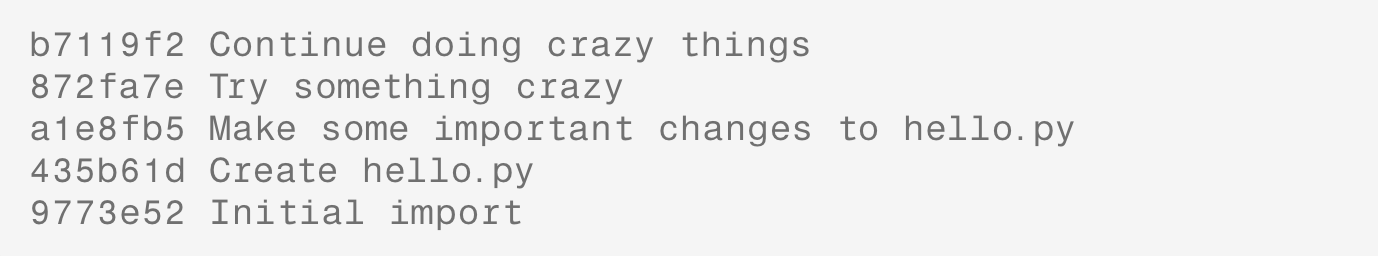 b7119f2 Continue doing crazy things
872fa7e Try something crazy
a1e8fb5 Make some important changes to hello.py
435b61d Create hello.py
9773e52 Initial import